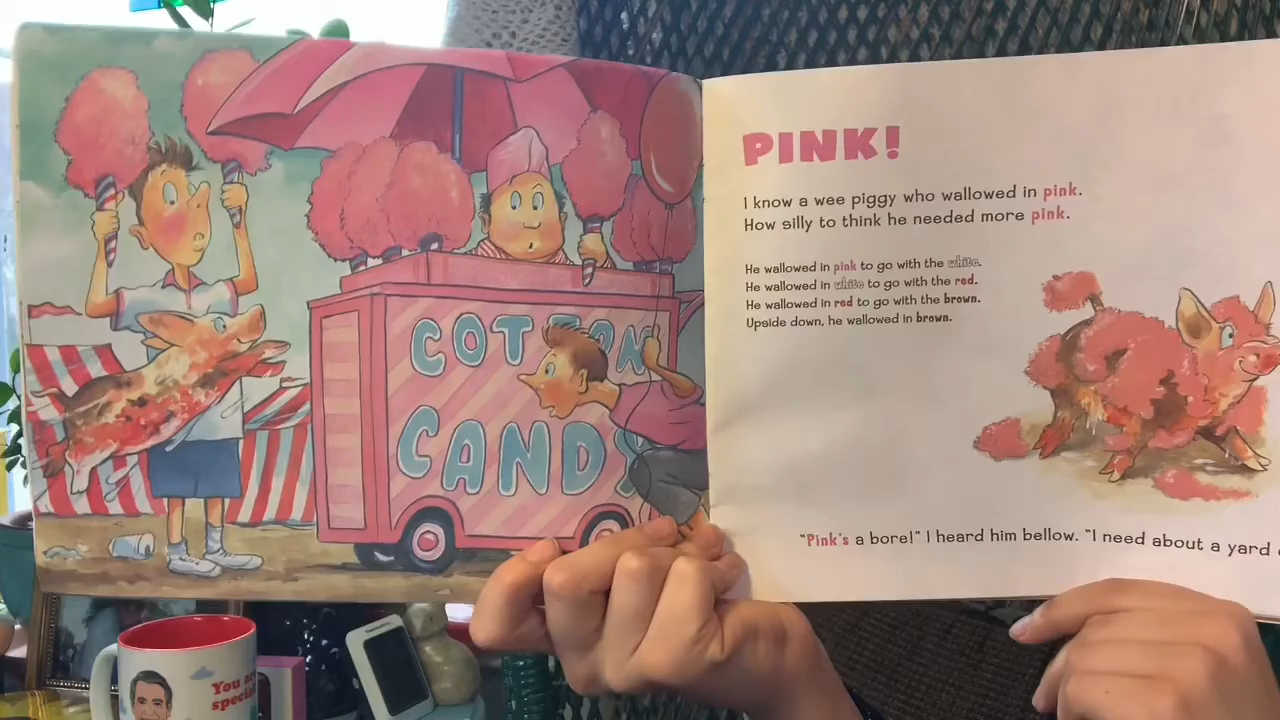 COTTON
CANDY
PINK!
I know a wee piggy who wallowed in pink.
How silly to think he needed more pink.
He wallowed in pink to go with the white.
He wallowed in white to go with the red.
He wallowed in red to go with the brown.
Upside down, he wallowed in brown.
"Pink's a bore!" I heard him bellow. "I need about a yard
You are
special